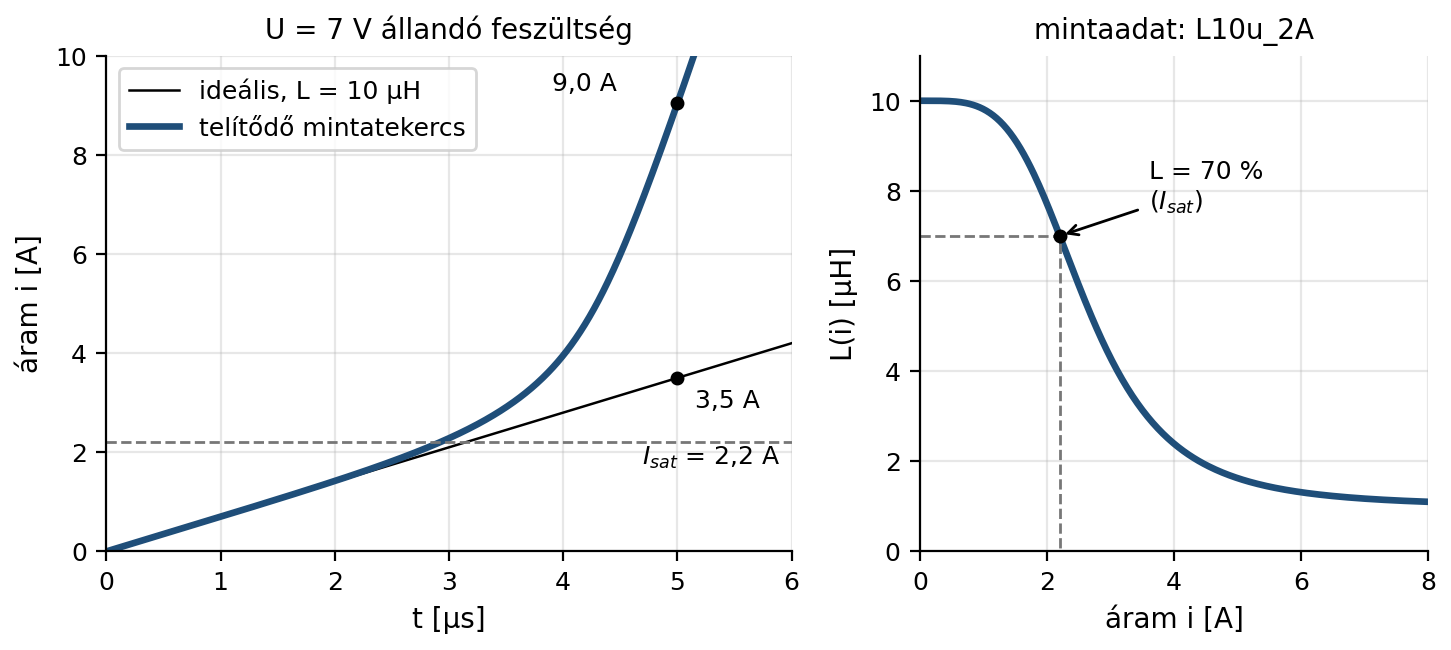 U = 7 V állandó feszültség
ideális, L = 10 µH
telítődő mintatekercs
9,0 A
3,5 A
I_sat = 2,2 A
10
8
6
4
2
0
áram i [A]
0 1 2 3 4 5 6
t [µs]
mintaadat: L10u_2A
L = 70 %
(I_sat)
10
8
6
4
2
0
L(i) [µH]
0 2 4 6 8
áram i [A]